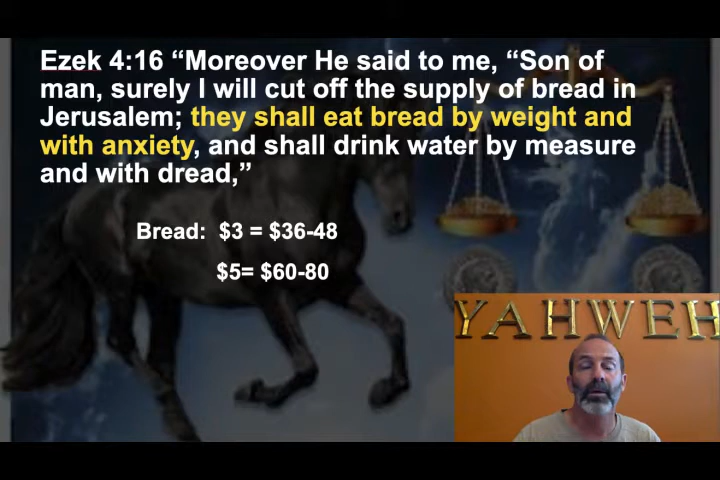 Ezek 4:16 “Moreover He said to me, “Son of
man, surely I will cut off the supply of bread in
Jerusalem; they shall eat bread by weight and
with anxiety, and shall drink water by measure
and with dread,”
Bread:  $3 = $36-48
$5= $60-80
YAHWEH